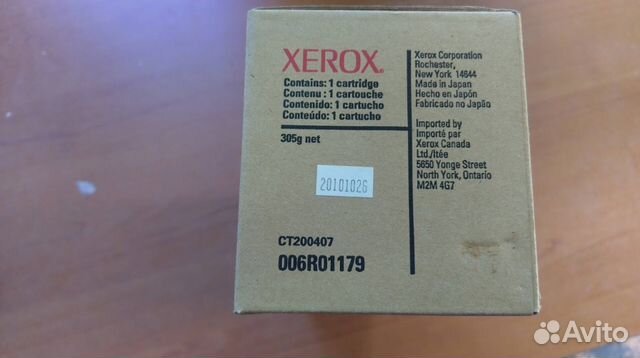 XEROX
Contains: 1 cartridge
Contenu: 1 cartouche
Contenido: 1 cartucho
Conteúdo: 1 cartucho
305g net
20101026
CT200407
006R01179
Xerox Corporation
Rochester,
New York 14644
Made in Japan
Hecho en Japón
Fabricado no Japão
Imported by
Importé par
Xerox Canada
Ltd./ltée
5650 Yonge Street
North York, Ontario
M2M 4G7
Avito